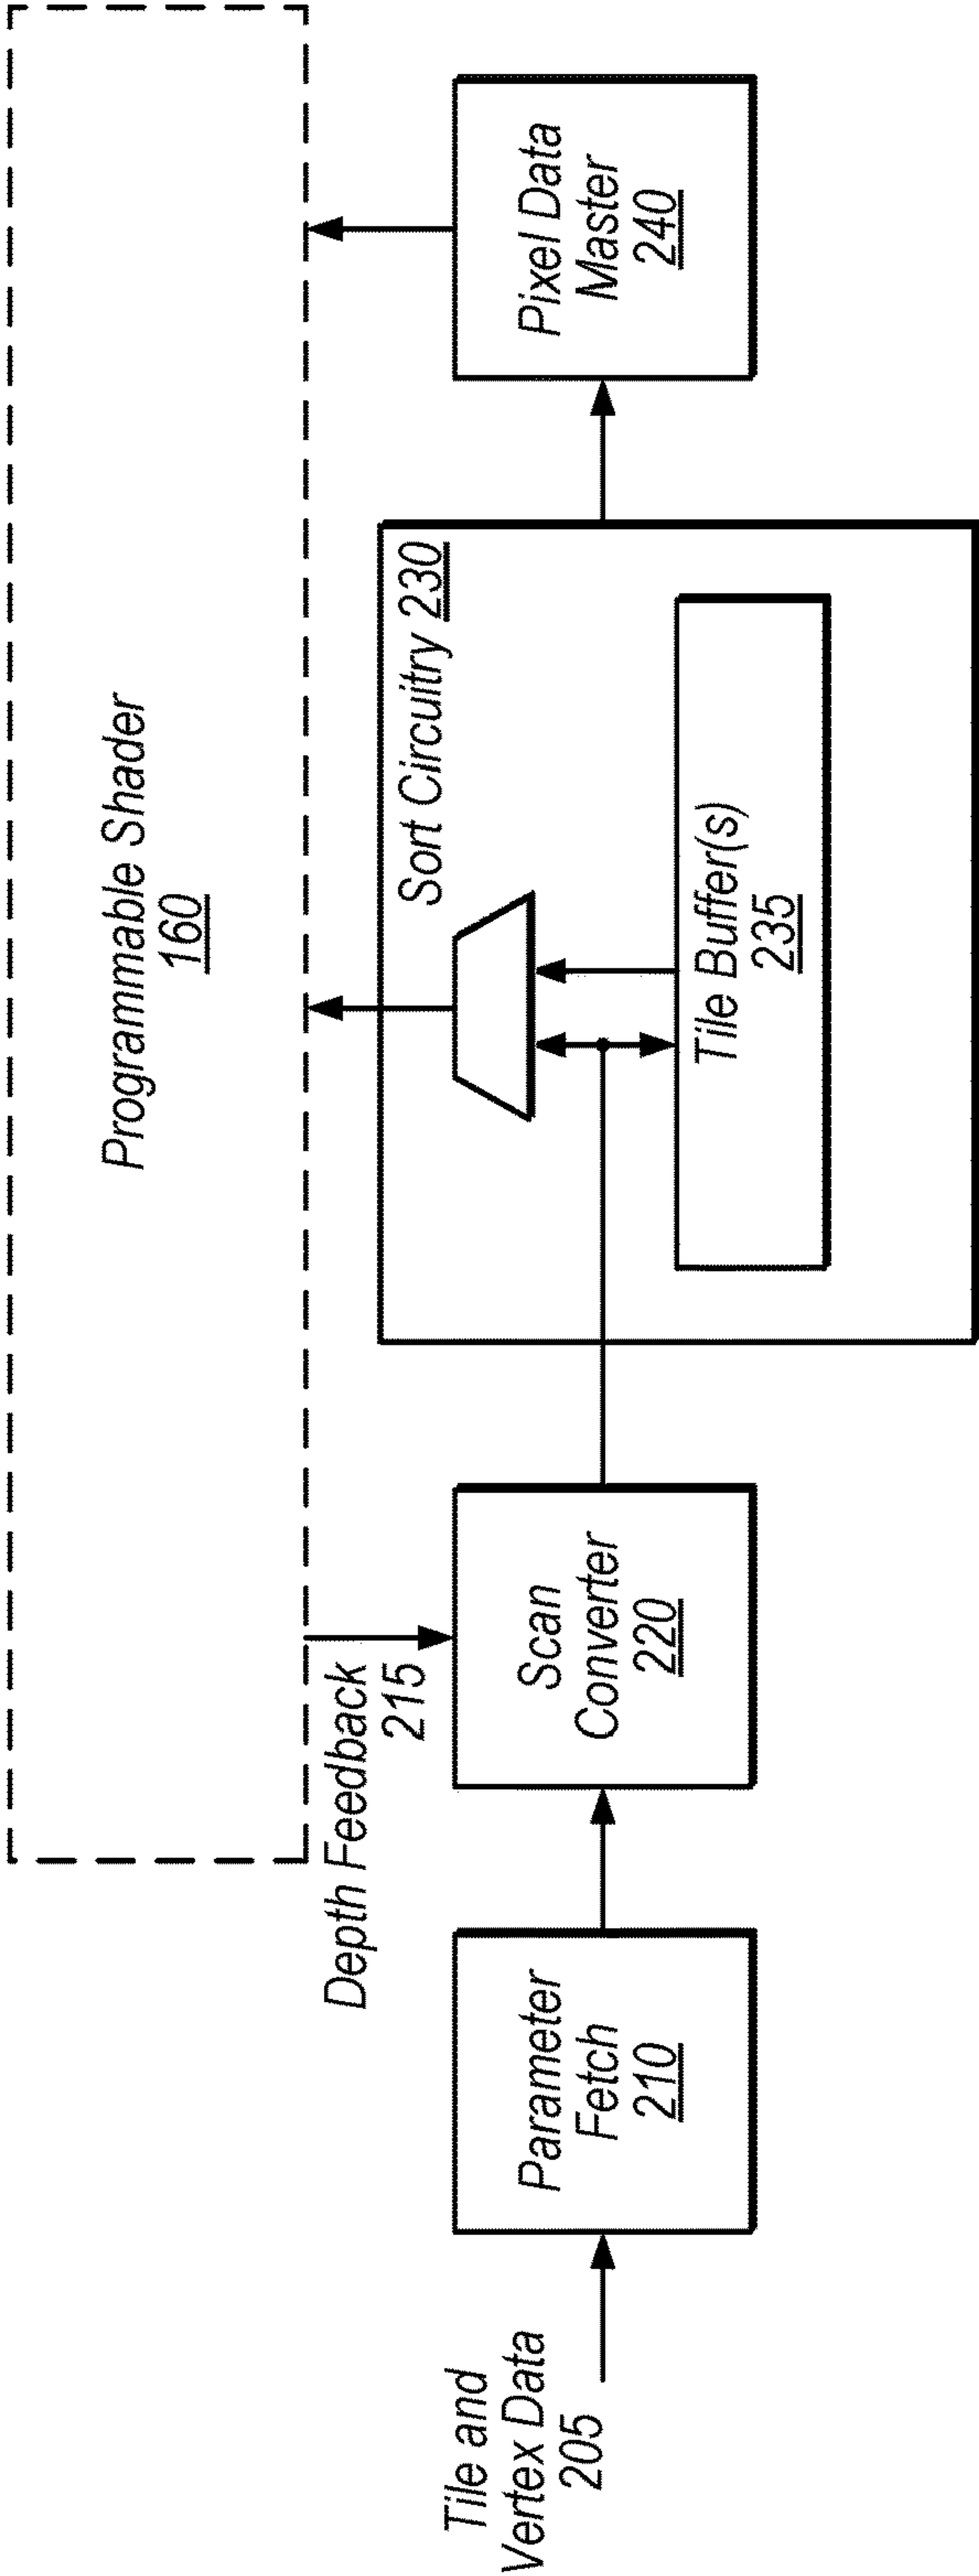 Programmable Shader
160
Depth Feedback
215
Tile and
Vertex Data
205
Parameter
Fetch
210
Scan
Converter
220
Sort Circuitry 230
Tile Buffer(s)
235
Pixel Data
Master
240